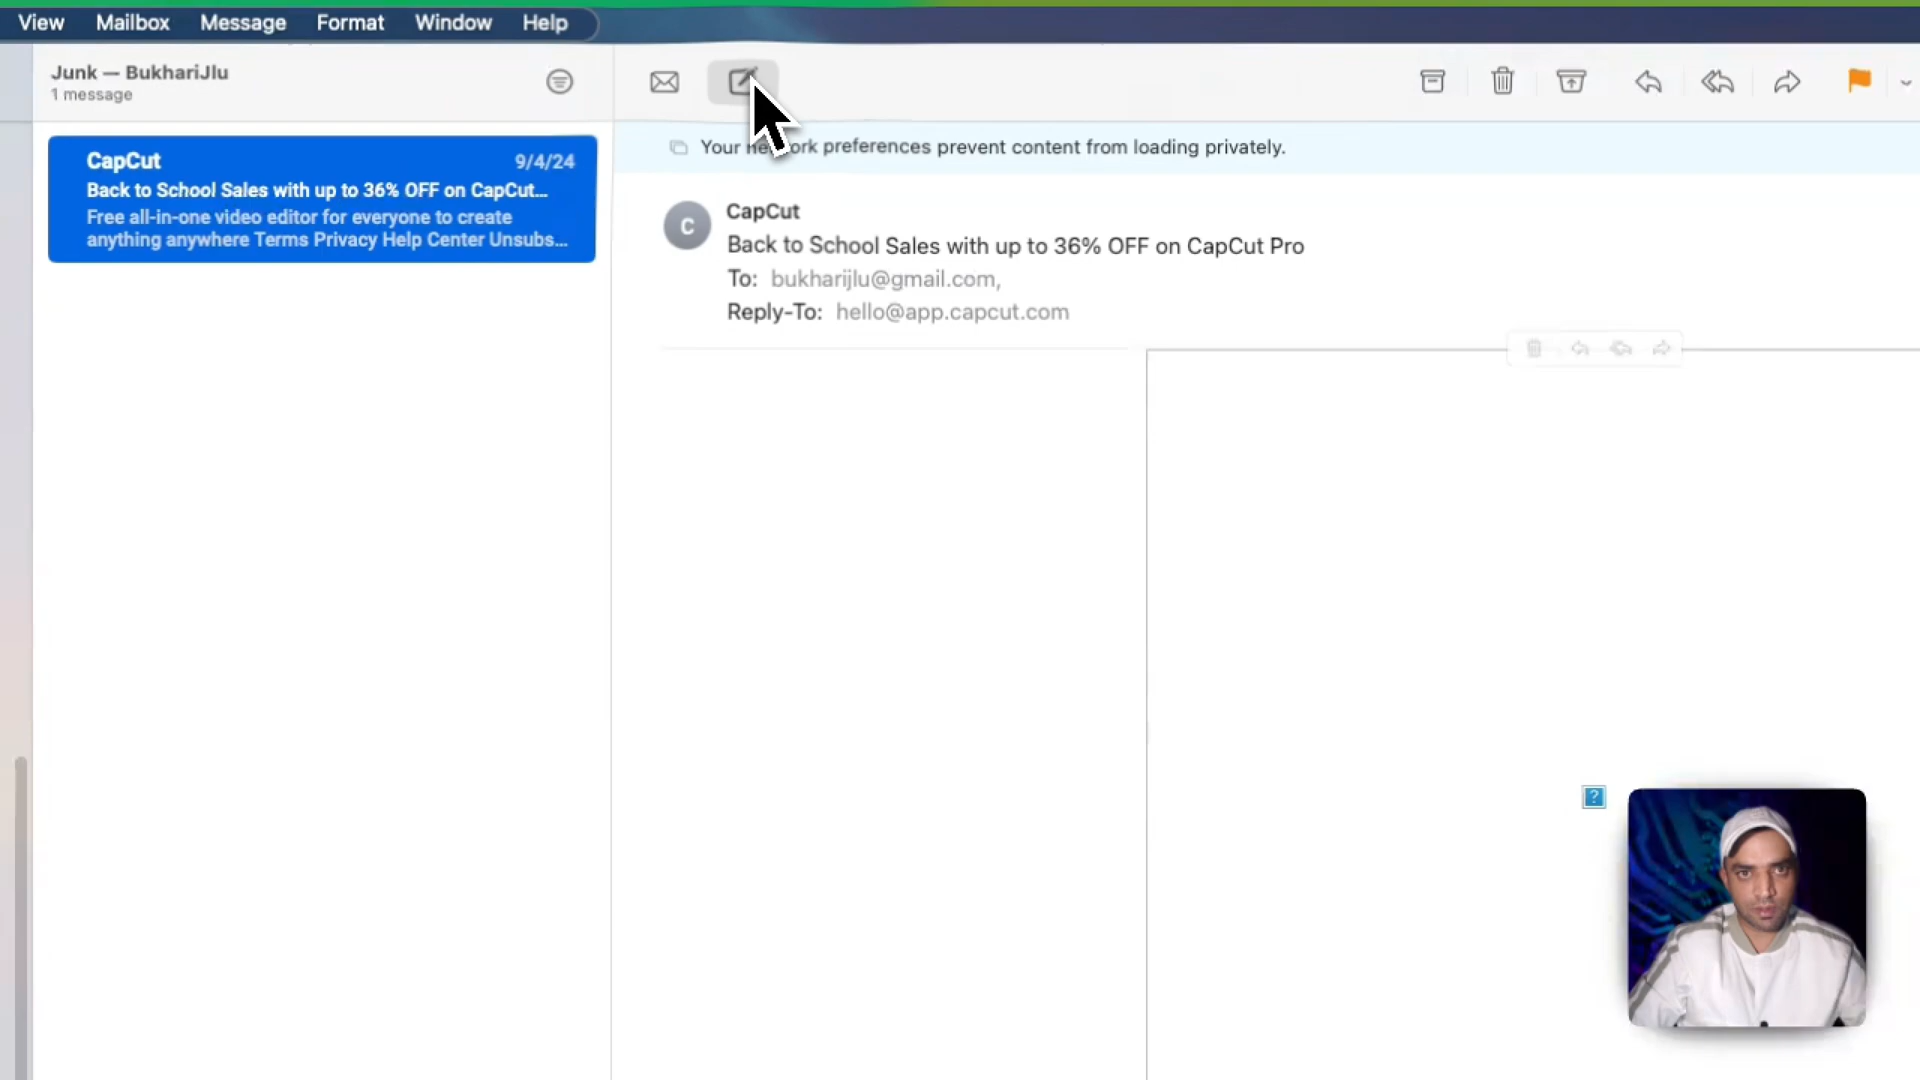 View Mailbox Message Format Window Help
Junk — BukhariJlu
1 message
CapCut 9/4/24
Back to School Sales with up to 36% OFF on CapCut...
Free all-in-one video editor for everyone to create
anything anywhere Terms Privacy Help Center Unsubs...
Your network preferences prevent content from loading privately.
C
CapCut
Back to School Sales with up to 36% OFF on CapCut Pro
To: bukharijlu@gmail.com,
Reply-To: hello@app.capcut.com
?